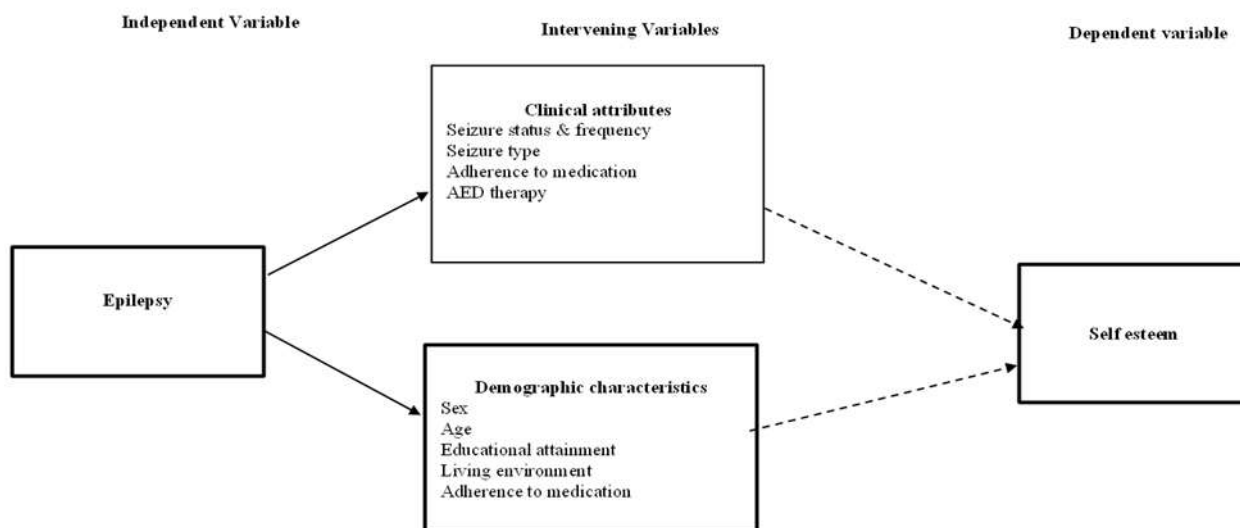 Independent Variable
Intervening Variables
Dependent variable
Clinical attributes
Seizure status & frequency
Seizure type
Adherence to medication
AED therapy
Epilepsy
Self esteem
Demographic characteristics
Sex
Age
Educational attainment
Living environment
Adherence to medication